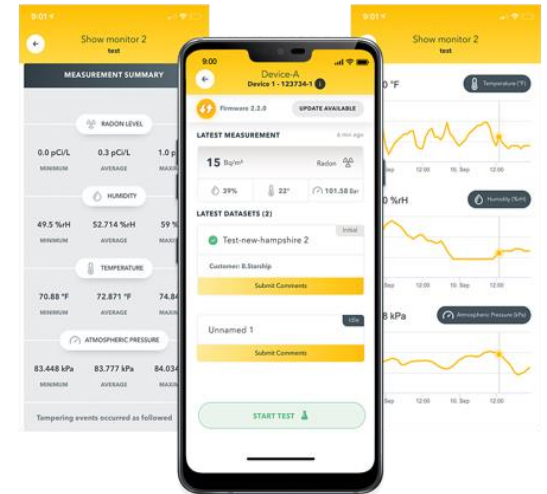 9:01
Show monitor 2
test
MEASUREMENT SUMMARY
RADON LEVEL
0.0 pCi/L
0.3 pCi/L
1.0 p
MINIMUM
AVERAGE
HUMIDITY
49.5 %rH
52.714 %rH
59 %
MINIMUM
AVERAGE
TEMPERATURE
70.88 °F
72.871 °F
74.84
MINIMUM
AVERAGE
ATMOSPHERIC PRESSURE
83.448 kPa
83.777 kPa
84.034
MINIMUM
AVERAGE
Tampering events occurred as followed
9:00
Device-A
Device 1 - 123734-1
Firmware 2.2.0
UPDATE AVAILABLE
LATEST MEASUREMENT
6 min ago
15 Bq/m³
Radon
39%
22°
101.58 Bar
LATEST DATASETS (2)
Initial
Test-new-hampshire 2
Customer: B.Starship
Submit Comments
Idle
Unnamed 1
Submit Comments
START TEST
9:01
Show monitor 2
test
0 °F
Temperature (°F)
12:00
10. Sep
12:00
0 %rH
Humidity (%rH)
12:00
10. Sep
12:00
8 kPa
Atmospheric Pressure (kPa)
Sep
12:00
10. Sep
12:00